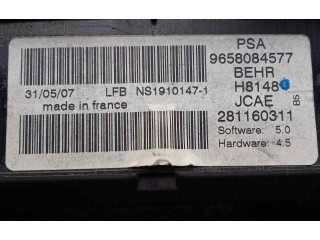 PSA
9658084577
BEHR
H8148
JCAE
B5
281160311
Software: 5.0
Hardware: 4.5
31/05/07 LFB NS1910147-1
made in france